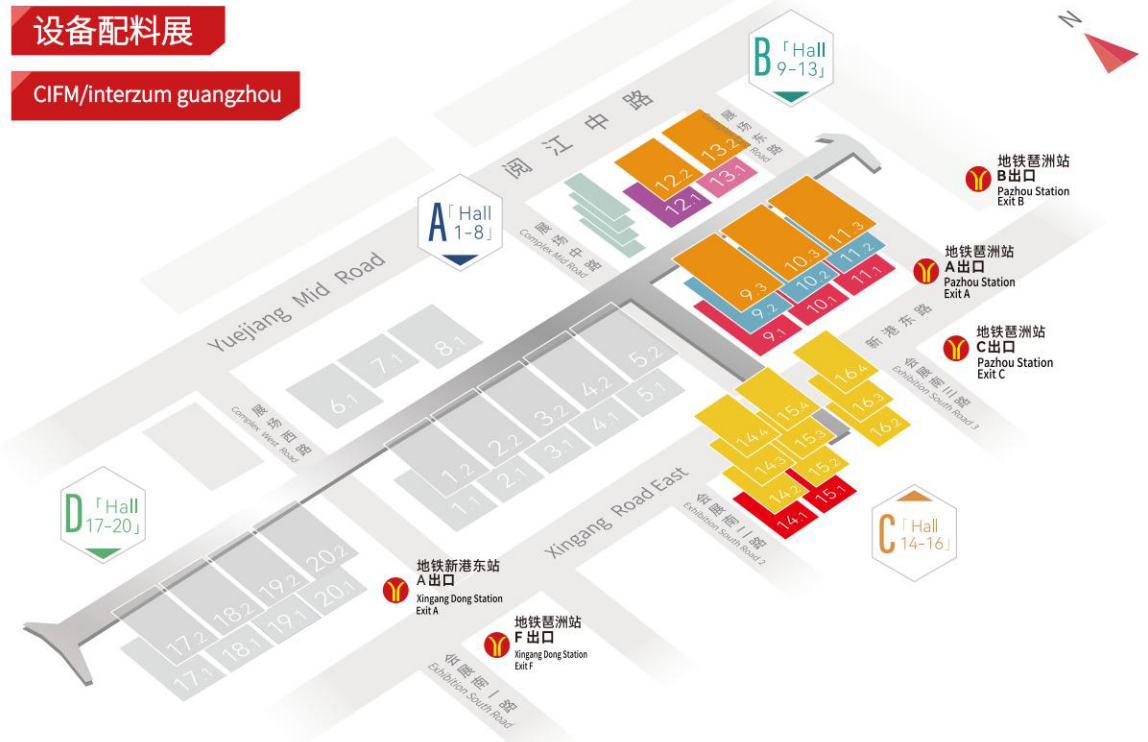 设备配料展
CIFM/interzum guangzhou
N
B「Hall
9-13」
阅江中路
展场东路
Complex Road
13.2
12.2
13.1
12.1
地铁琶洲站
B出口
Pazhou Station
Exit B
A「Hall
1-8」
展场中路
Complex Mid Road
11.3
10.3
9.3
11.2
10.2
9.2
11.1
10.1
9.1
地铁琶洲站
A出口
Pazhou Station
Exit A
Yuejiang Mid Road
新港东路
地铁琶洲站
C出口
Pazhou Station
Exit C
会展南三路
Exhibition South Road 3
8.1
7.1
6.1
5.2
4.2
3.2
2.2
1.2
5.1
4.1
3.1
2.1
1.1
16.4
16.3
16.2
15.4
14.4
15.3
14.3
15.2
14.2
15.1
14.1
展场西路
Complex West Road
Xingang Road East
会展南二路
Exhibition South Road 2
C「Hall
14-16」
D「Hall
17-20」
20.2
19.2
18.2
17.2
20.1
19.1
18.1
17.1
地铁新港东站
A出口
Xingang Dong Station
Exit A
地铁琶洲站
F出口
Xingang Dong Station
Exit F
会展南一路
Exhibition South Road